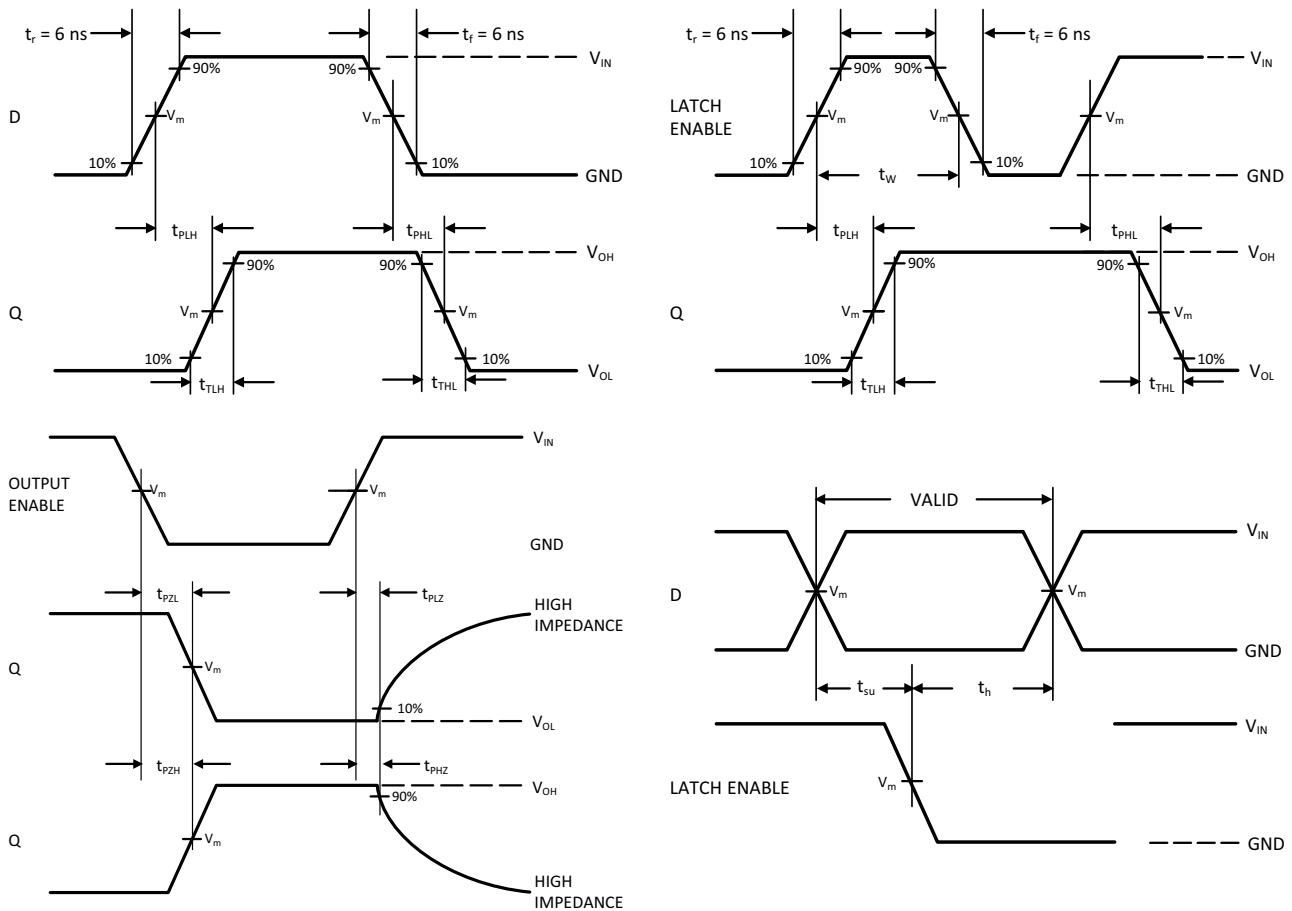 tr = 6 ns
tf = 6 ns
VIN
90%
90%
D
Vm
Vm
10%
10%
GND
tPLH
tPHL
VOH
90%
90%
Q
Vm
Vm
10%
10%
tTLH
tTHL
VOL
tr = 6 ns
tf = 6 ns
VIN
90%
90%
LATCH
ENABLE
Vm
Vm
Vm
10%
10%
tW
GND
tPLH
tPHL
VOH
90%
90%
Q
Vm
Vm
10%
10%
tTLH
tTHL
VOL
VIN
OUTPUT
ENABLE
Vm
Vm
GND
tPZL
tPLZ
HIGH
IMPEDANCE
Q
Vm
10%
VOL
tPZH
tPHZ
VOH
90%
Q
Vm
HIGH
IMPEDANCE
VALID
VIN
D
Vm
Vm
GND
tsu
th
VIN
LATCH ENABLE
Vm
GND